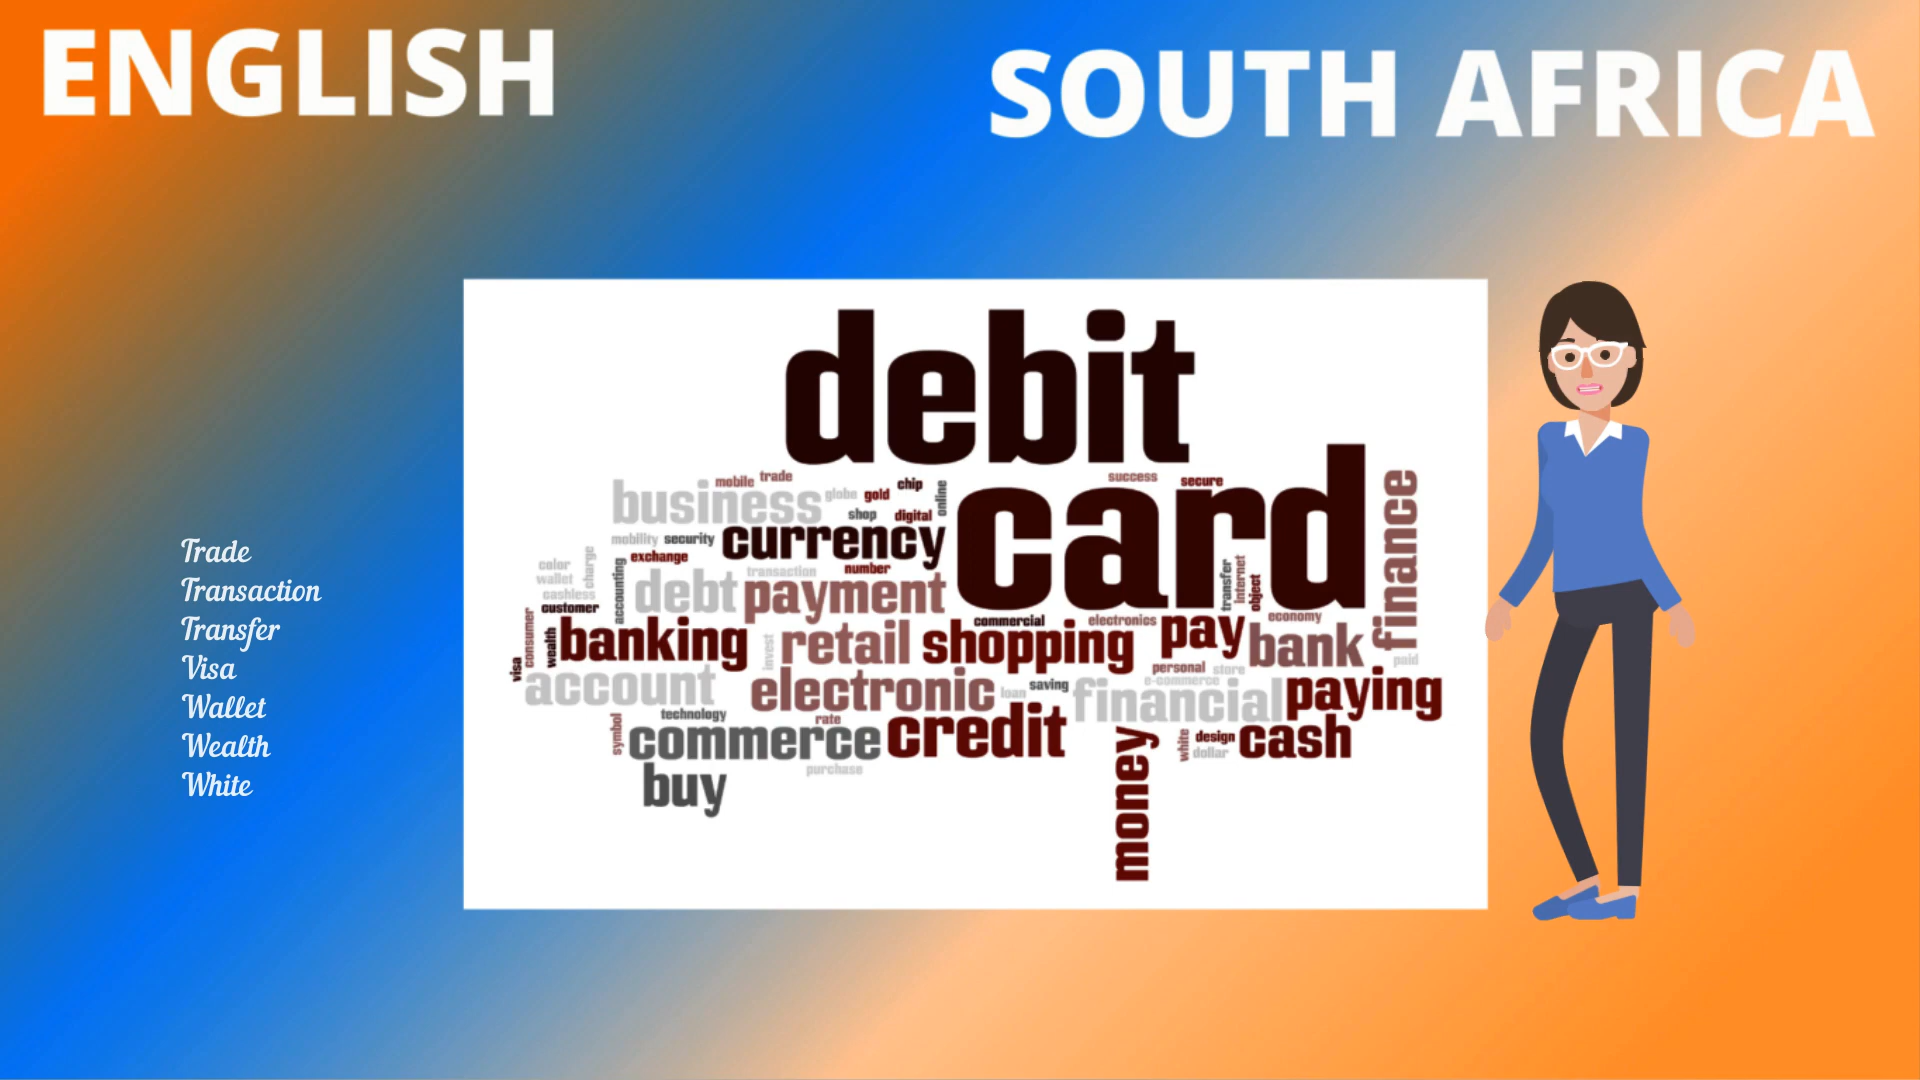 ENGLISH
SOUTH AFRICA
Trade
Transaction
Transfer
Visa
Wallet
Wealth
White
debit
card
mobile
trade
business
globe
gold
chip
online
success
secure
finance
shop
digital
mobility
security
currency
exchange
color
wallet
charge
cashless
customer
accounting
debt
transaction
number
payment
transfer
internet
object
consumer
wealth
visa
banking
invest
retail
commercial
shopping
electronics
pay
economy
bank
paid
account
electronic
loan
saving
personal
store
e-commerce
financial
paying
technology
symbol
rate
commerce
credit
money
white
design
dollar
cash
purchase
buy